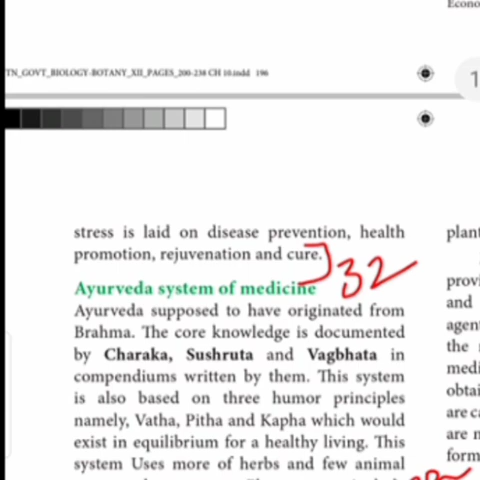 Econo
TN_GOVT_BIOLOGY-BOTANY_XII_PAGES_200-238 CH 10.indd 196
1
stress is laid on disease prevention, health
promotion, rejuvenation and cure.
32
Ayurveda system of medicine
Ayurveda supposed to have originated from
Brahma. The core knowledge is documented
by Charaka, Sushruta and Vagbhata in
compendiums written by them. This system
is also based on three humor principles
namely, Vatha, Pitha and Kapha which would
exist in equilibrium for a healthy living. This
system Uses more of herbs and few animal
plant
provi
and
agent
the
medi
obtai
are ca
are n
form